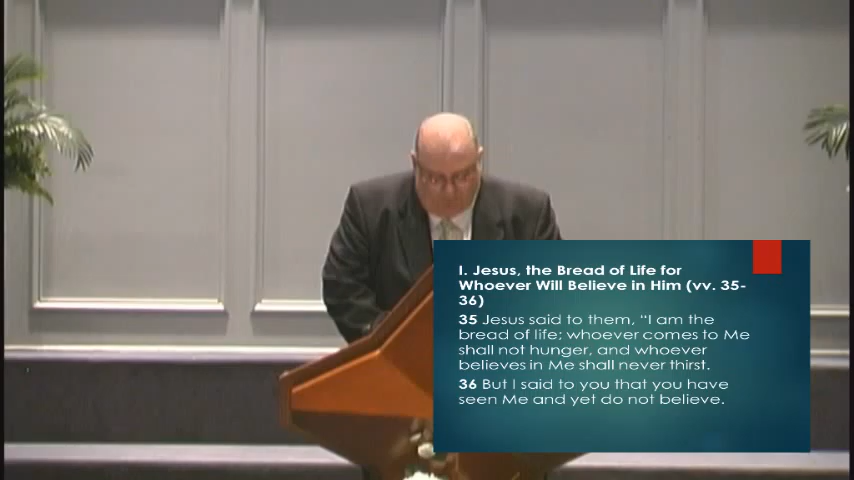 I. Jesus, the Bread of Life for
Whoever Will Believe in Him (vv. 35-
36)
35 Jesus said to them, “I am the
bread of life; whoever comes to Me
shall not hunger, and whoever
believes in Me shall never thirst.
36 But I said to you that you have
seen Me and yet do not believe.